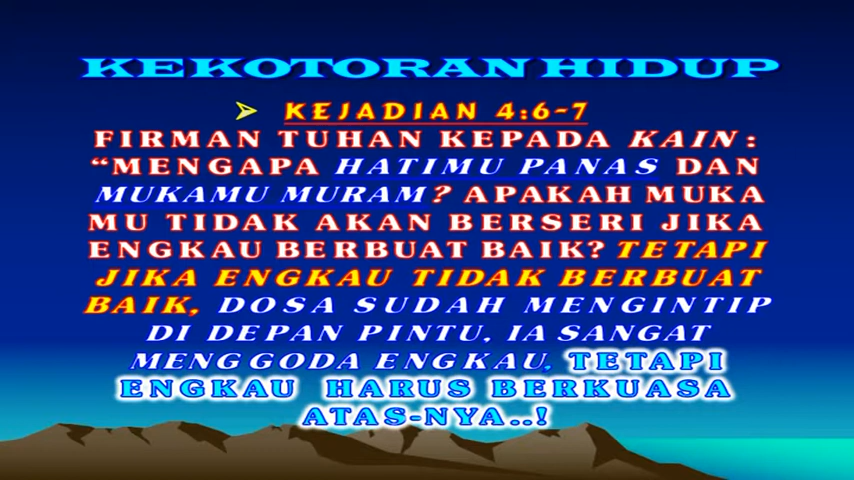 KEKOTORAN HIDUP
➢ KEJADIAN 4:6-7
FIRMAN TUHAN KEPADA KAIN :
“MENGAPA HATIMU PANAS DAN
MUKAMU MURAM? APAKAH MUKA
MU TIDAK AKAN BERSERI JIKA
ENGKAU BERBUAT BAIK? TETAPI
JIKA ENGKAU TIDAK BERBUAT
BAIK, DOSA SUDAH MENGINTIP
DI DEPAN PINTU, IA SANGAT
MENGGODA ENGKAU, TETAPI
ENGKAU HARUS BERKUASA
ATAS-NYA..!